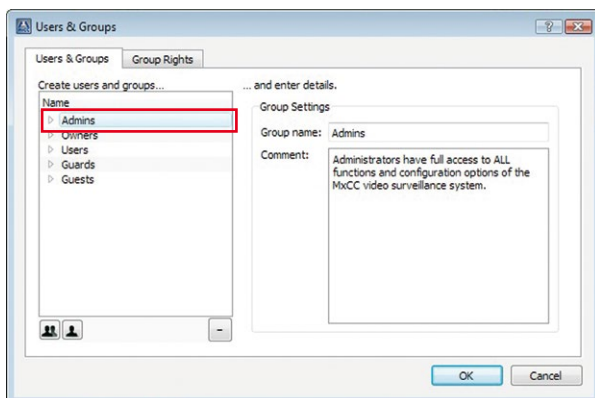 Users & Groups
Users & Groups
Group Rights
Create users and groups...
Name
Admins
Owners
Users
Guards
Guests
... and enter details.
Group Settings
Group name: Admins
Comment: Administrators have full access to ALL
functions and configuration options of the
MxCC video surveillance system.
OK
Cancel